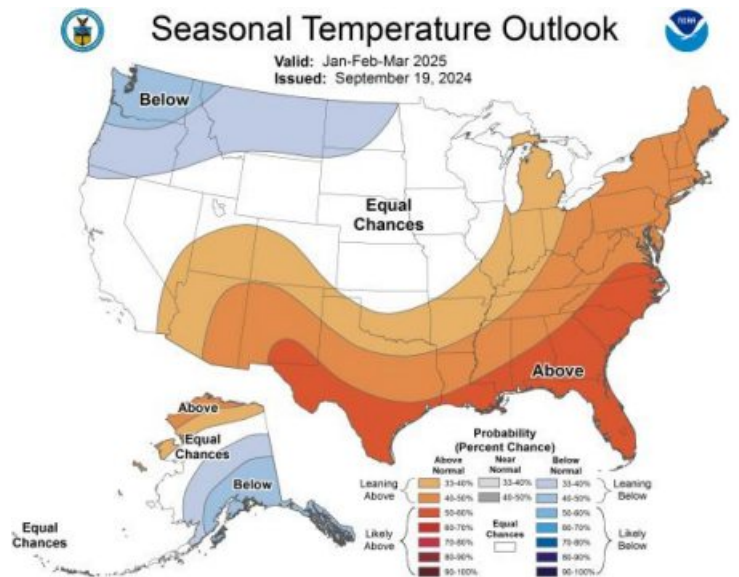 Seasonal Temperature Outlook
NOAA
Valid: Jan-Feb-Mar 2025
Issued: September 19, 2024
Below
Equal
Chances
Above
Above
Equal
Chances
Below
Equal
Chances
Probability
(Percent Chance)
Above
Normal
Near
Normal
Below
Normal
Leaning
Above
33-40% 33-40% 33-40%
40-50% 40-50% 40-50%
Leaning
Below
Likely
Above
50-60% 50-60%
60-70% 60-70%
70-80% 70-80%
80-90% 80-90%
90-100% 90-100%
Equal
Chances
Likely
Below